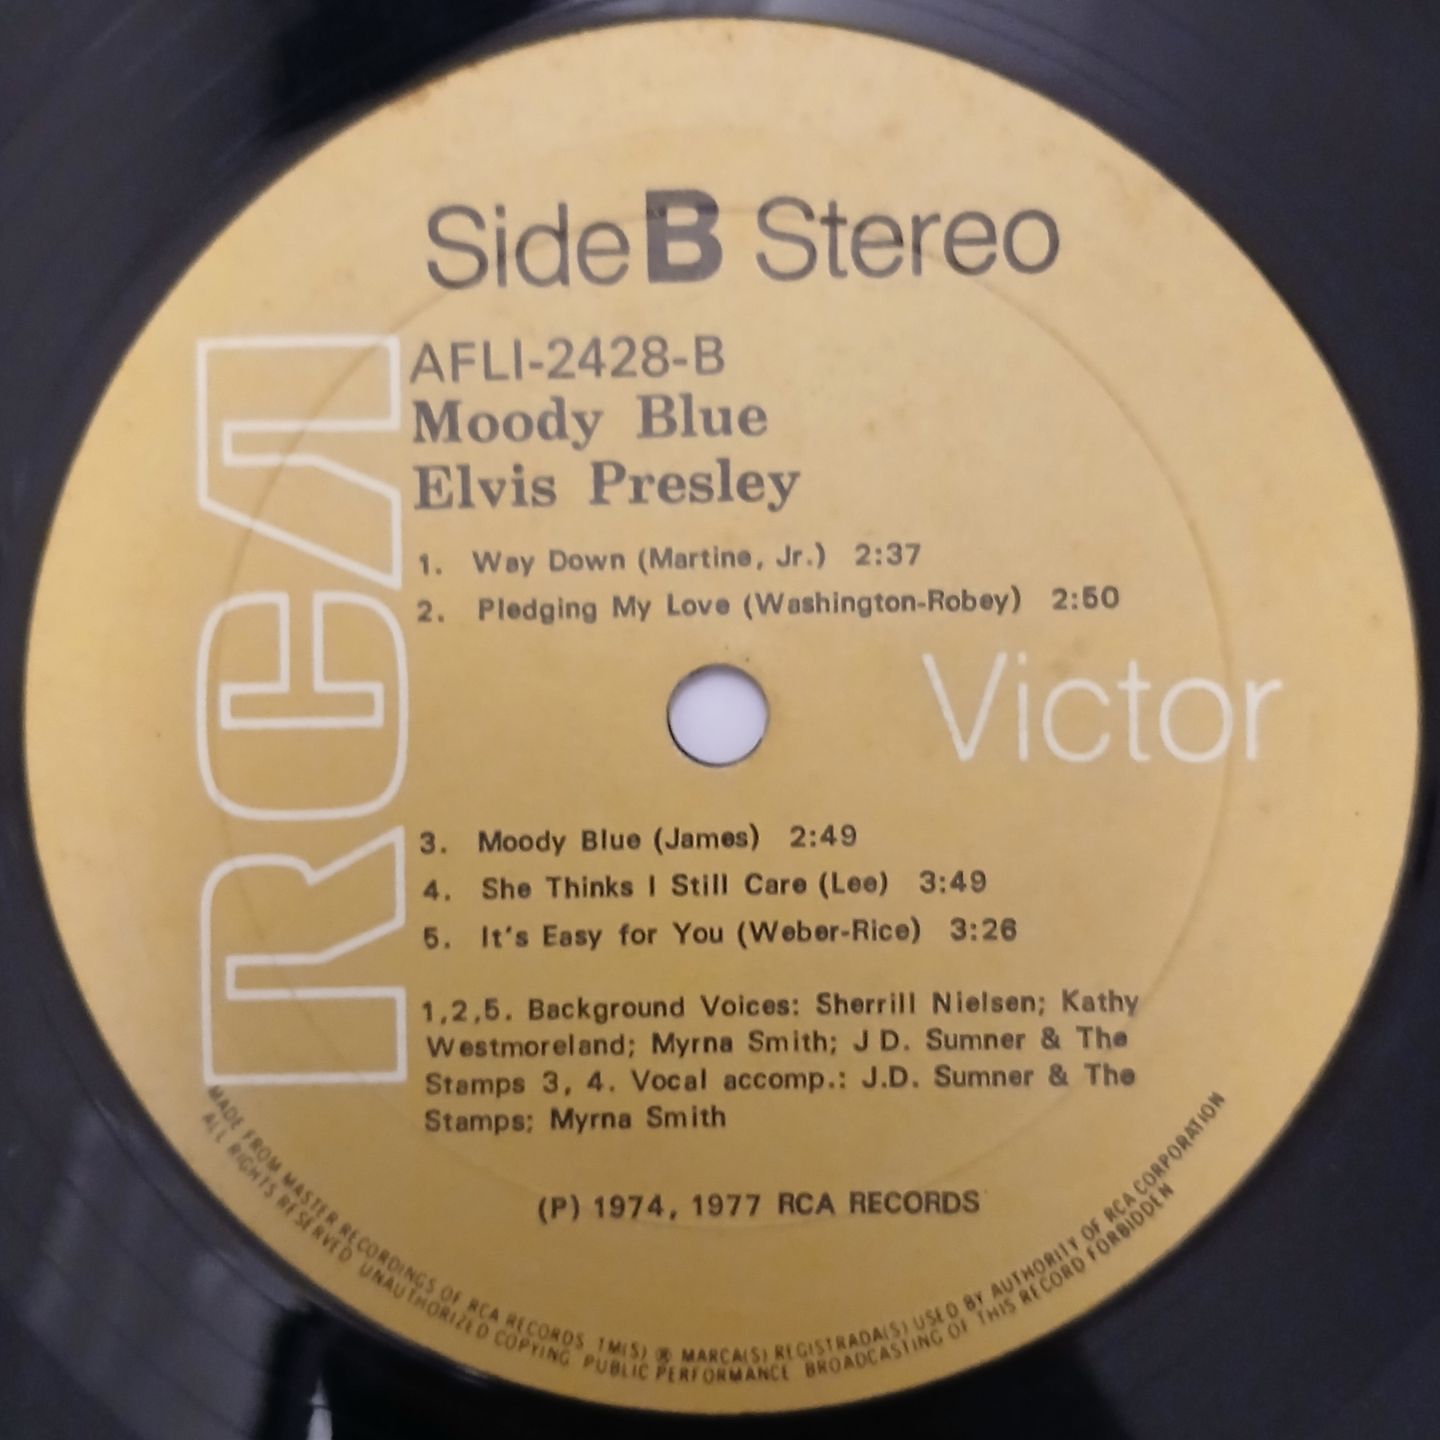 Side B Stereo
AFLI-2428-B
Moody Blue
Elvis Presley
1. Way Down (Martine, Jr.) 2:37
2. Pledging My Love (Washington-Robey) 2:50
RCA
Victor
3. Moody Blue (James) 2:49
4. She Thinks I Still Care (Lee) 3:49
5. It's Easy for You (Weber-Rice) 3:26
1,2,5. Background Voices: Sherrill Nielsen; Kathy
Westmoreland; Myrna Smith; J D. Sumner & The
Stamps 3, 4. Vocal accomp.: J.D. Sumner & The
Stamps; Myrna Smith
(P) 1974, 1977 RCA RECORDS
MADE FROM MASTER RECORDINGS OF RCA RECORDS TM(S) ® MARCA(S) REGISTRADA(S) USED BY AUTHORITY OF RCA CORPORATION
ALL RIGHTS RESERVED UNAUTHORIZED COPYING PUBLIC PERFORMANCE BROADCASTING OF THIS RECORD FORBIDDEN